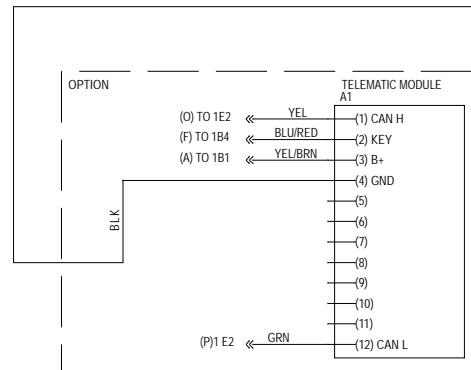 OPTION
TELEMATIC MODULE
A1
(O) TO 1E2 YEL (1) CAN H
(F) TO 1B4 BLU/RED (2) KEY
(A) TO 1B1 YEL/BRN (3) B+
(4) GND
BLK
(5)
(6)
(7)
(8)
(9)
(10)
(11)
(P)1 E2 GRN (12) CAN L